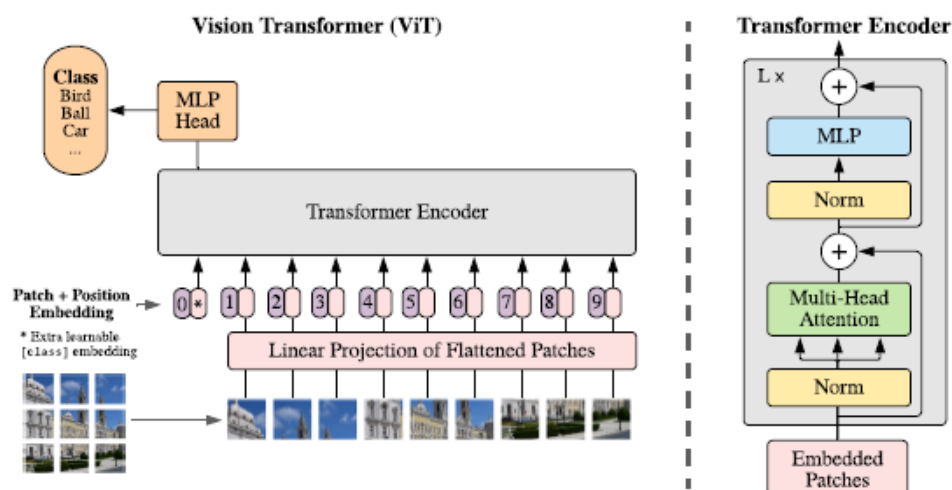 Vision Transformer (ViT)
Class
Bird
Ball
Car
...
MLP
Head
Transformer Encoder
Patch + Position
Embedding
0 * 1 2 3 4 5 6 7 8 9
* Extra learnable
[class] embedding
Linear Projection of Flattened Patches
Transformer Encoder
L ×
+
MLP
Norm
+
Multi-Head
Attention
Norm
Embedded
Patches